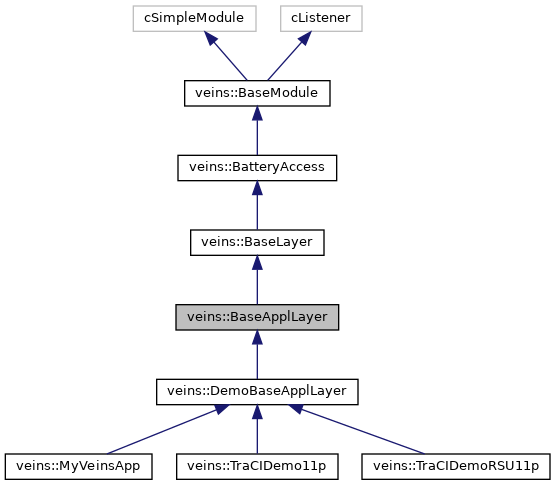 cSimpleModule
cListener
veins::BaseModule
veins::BatteryAccess
veins::BaseLayer
veins::BaseApplLayer
veins::DemoBaseApplLayer
veins::MyVeinsApp
veins::TraCIDemo11p
veins::TraCIDemoRSU11p